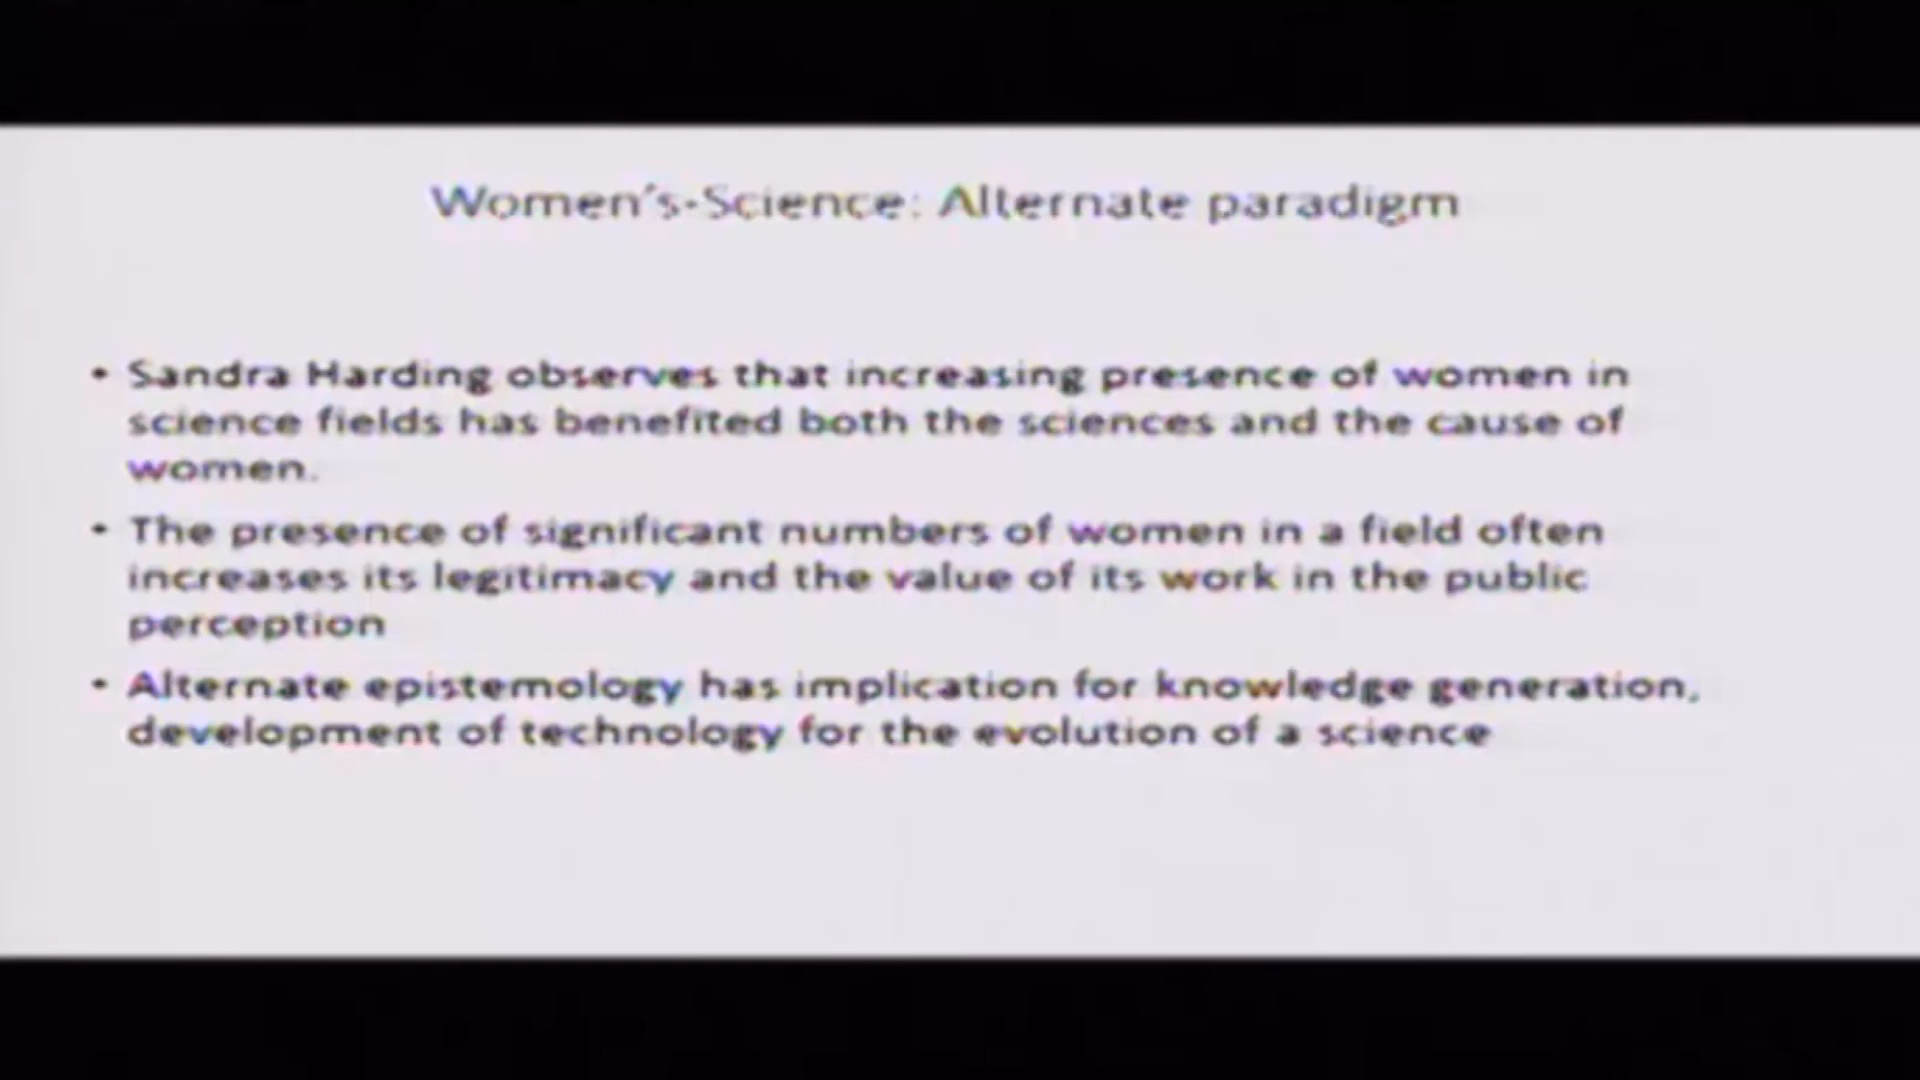 Women's-Science: Alternate paradigm
• Sandra Harding observes that increasing presence of women in
science fields has benefited both the sciences and the cause of
women.
• The presence of significant numbers of women in a field often
increases its legitimacy and the value of its work in the public
perception
• Alternate epistemology has implication for knowledge generation,
development of technology for the evolution of a science